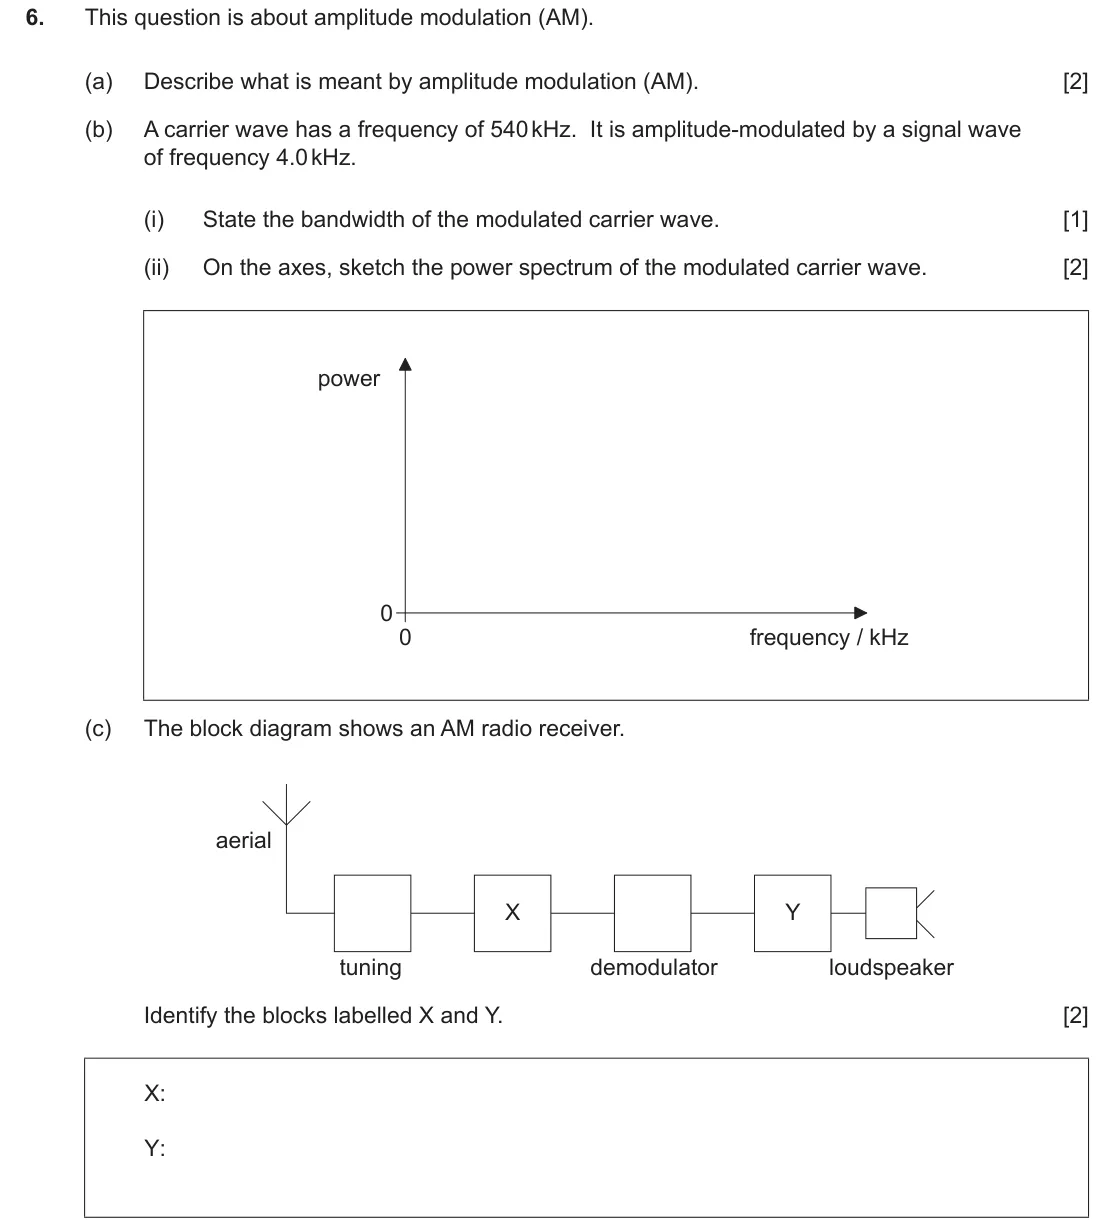 6. This question is about amplitude modulation (AM).
(a) Describe what is meant by amplitude modulation (AM). [2]
(b) A carrier wave has a frequency of 540 kHz. It is amplitude-modulated by a signal wave
of frequency 4.0 kHz.
(i) State the bandwidth of the modulated carrier wave. [1]
(ii) On the axes, sketch the power spectrum of the modulated carrier wave. [2]
power
0
0
frequency / kHz
(c) The block diagram shows an AM radio receiver.
aerial
X
Y
tuning
demodulator
loudspeaker
Identify the blocks labelled X and Y. [2]
X:
Y: